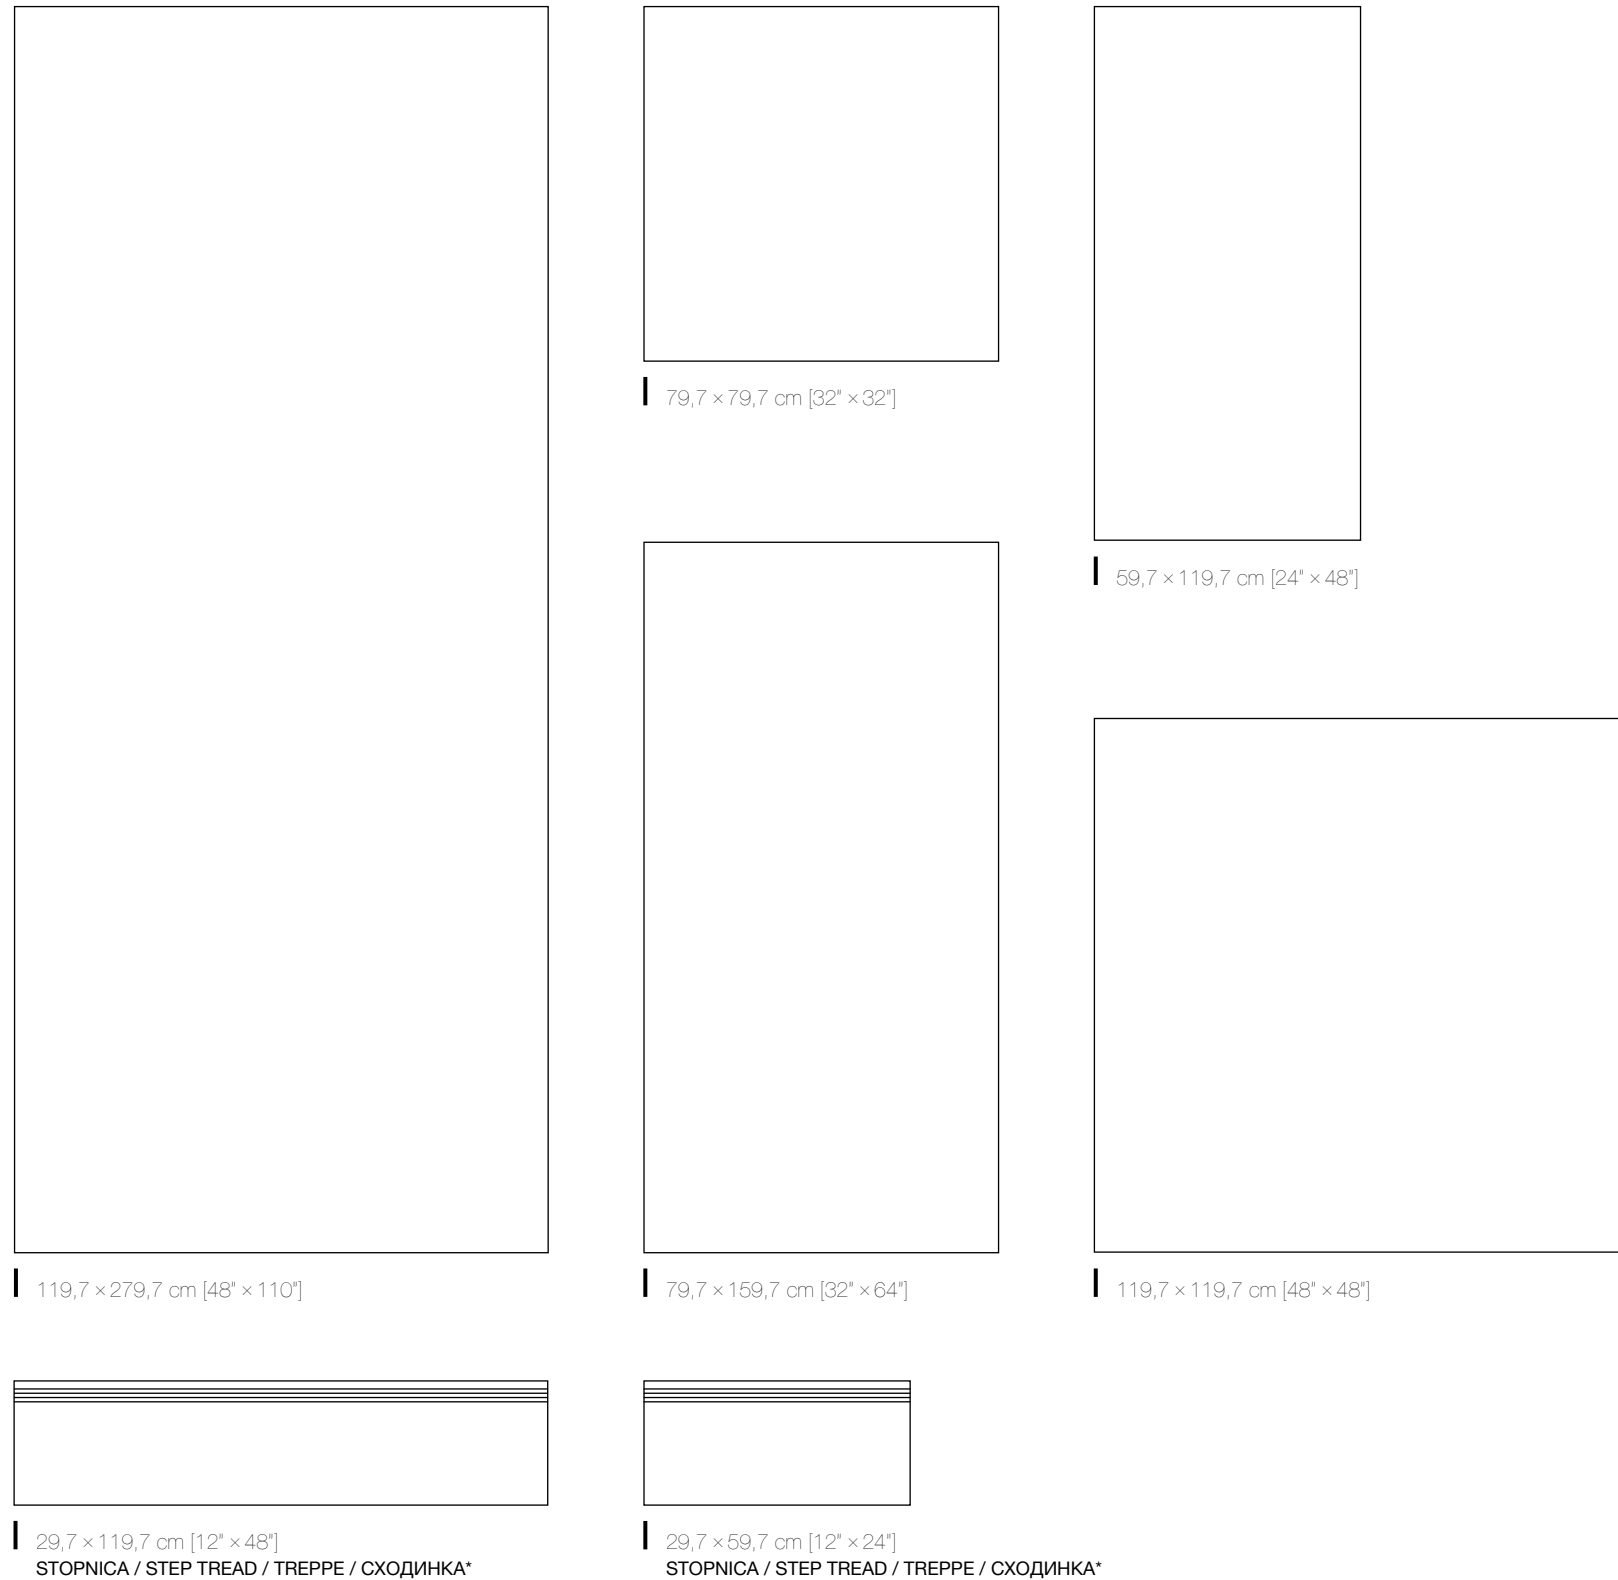 79,7 × 79,7 cm [32" × 32"]
59,7 × 119,7 cm [24" × 48"]
119,7 × 279,7 cm [48" × 110"]
79,7 × 159,7 cm [32" × 64"]
119,7 × 119,7 cm [48" × 48"]
29,7 × 119,7 cm [12" × 48"]
STOPNICA / STEP TREAD / TREPPE / СХОДИНКА*
29,7 × 59,7 cm [12" × 24"]
STOPNICA / STEP TREAD / TREPPE / СХОДИНКА*